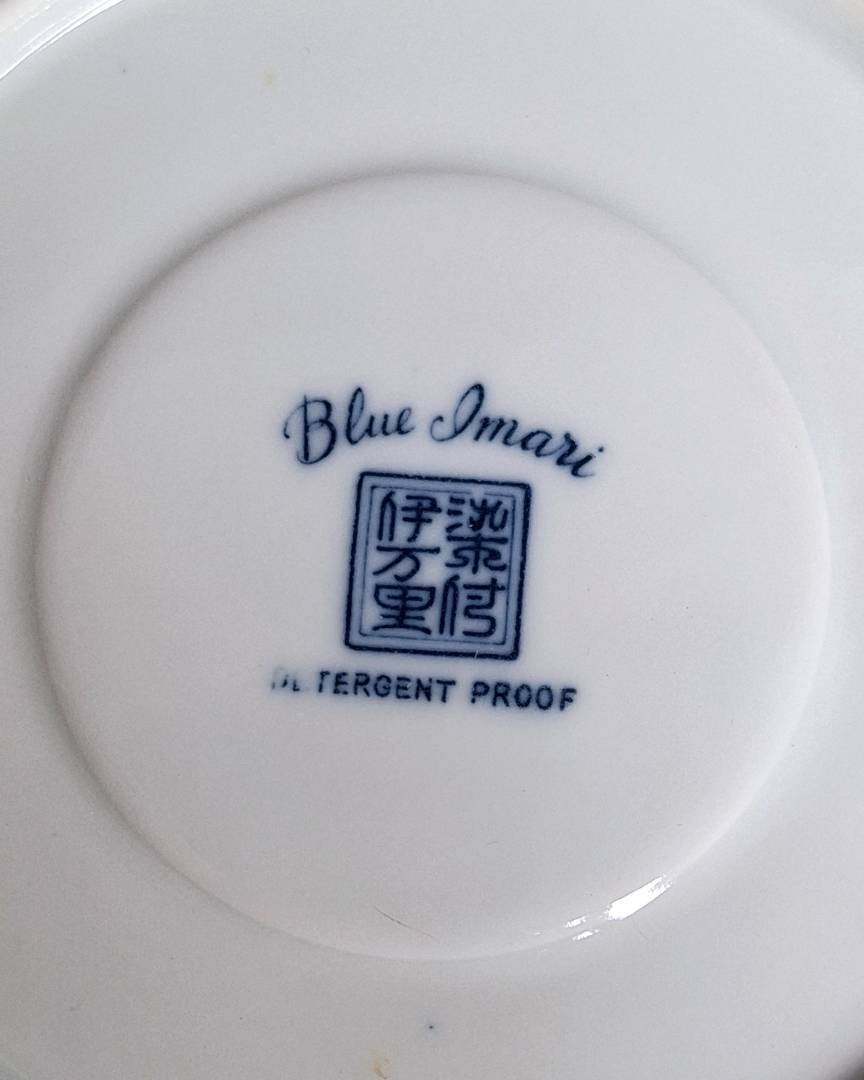 Blue Imari
染付
伊万里
DETERGENT PROOF